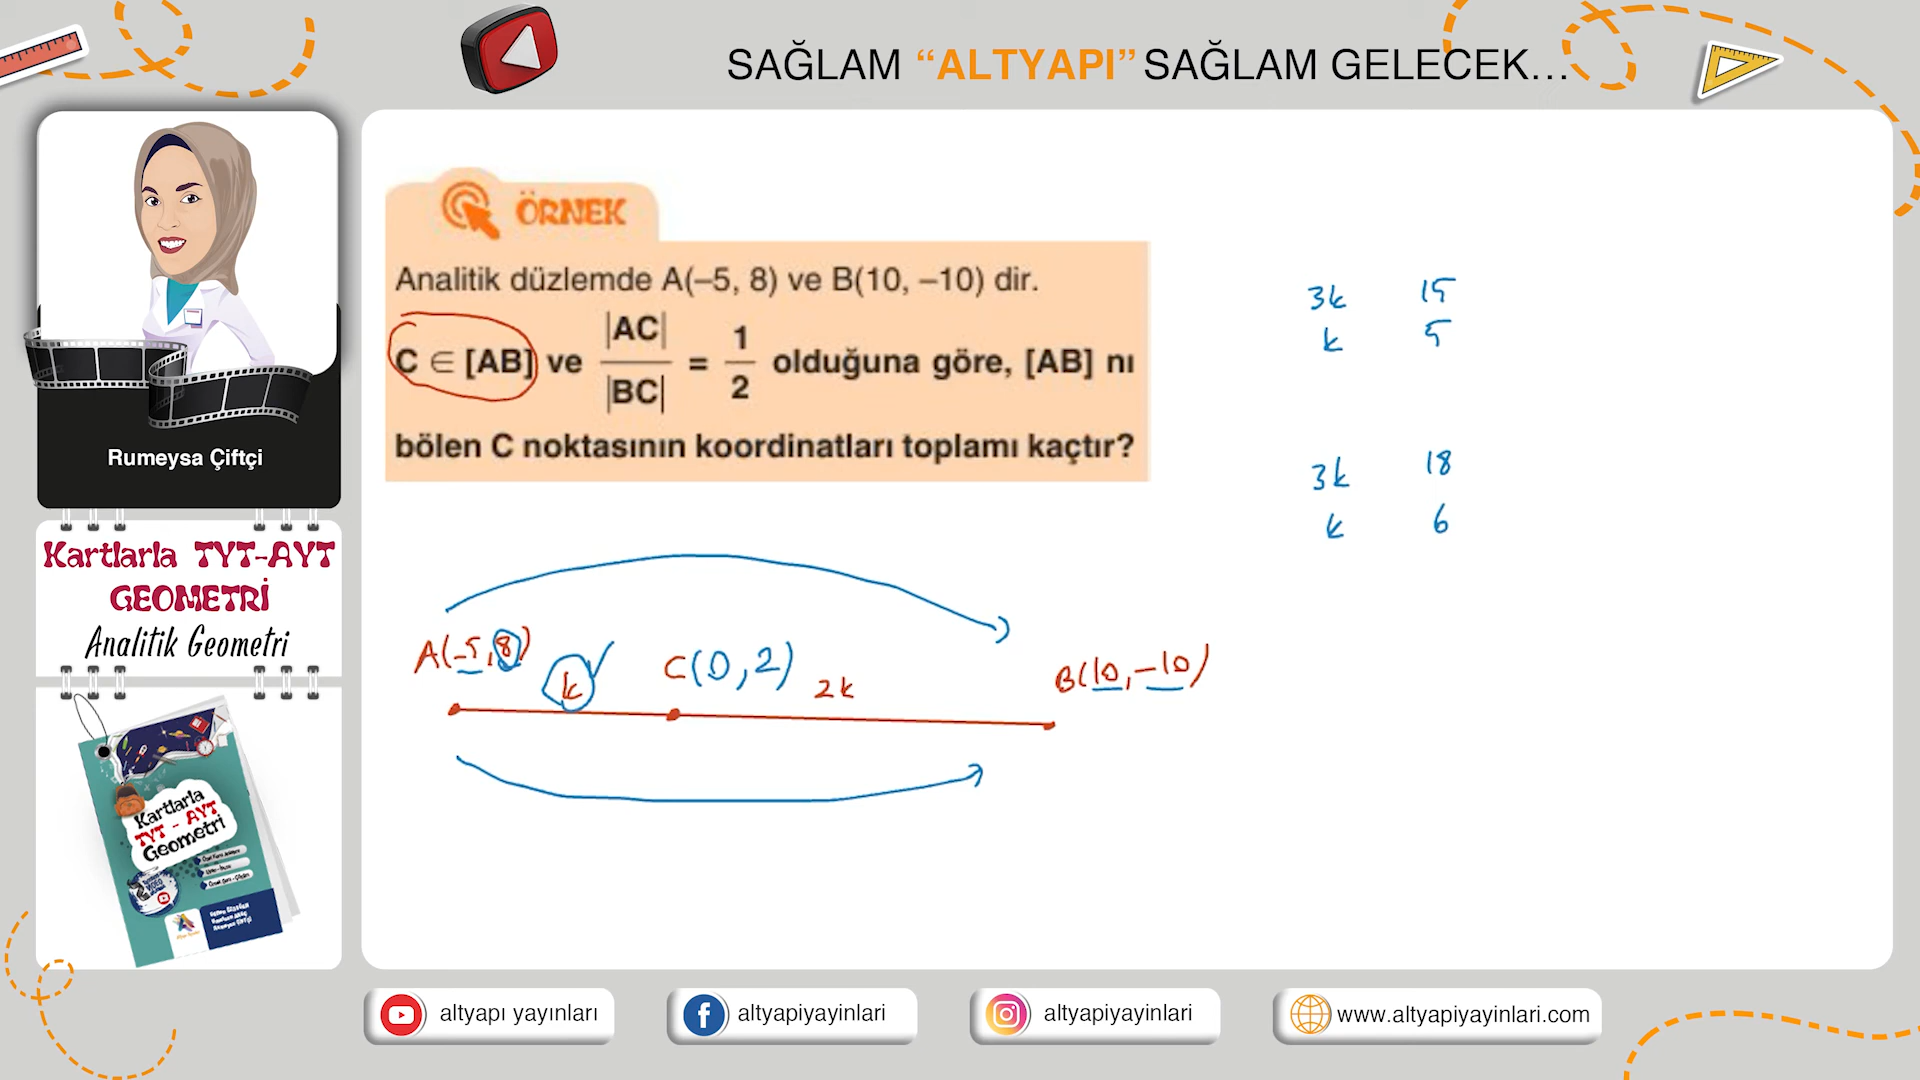 SAĞLAM “ALTYAPI” SAĞLAM GELECEK...
Rumeysa Çiftçi
Kartlarla TYT-AYT
GEOMETRİ
Analitik Geometri
Kartlarla
TYT - AYT
Geometri
ÖRNEK
Analitik düzlemde A(–5, 8) ve B(10, –10) dir.
C ∈ [AB] ve |AC| / |BC| = 1 / 2 olduğuna göre, [AB] nı
bölen C noktasının koordinatları toplamı kaçtır?
3k 15
k 5
3k 18
k 6
A(-5,8) k C(0,2) 2k B(10,-10)
altyapı yayınları
altyapiyayinlari
altyapiyayinlari
www.altyapiyayinlari.com